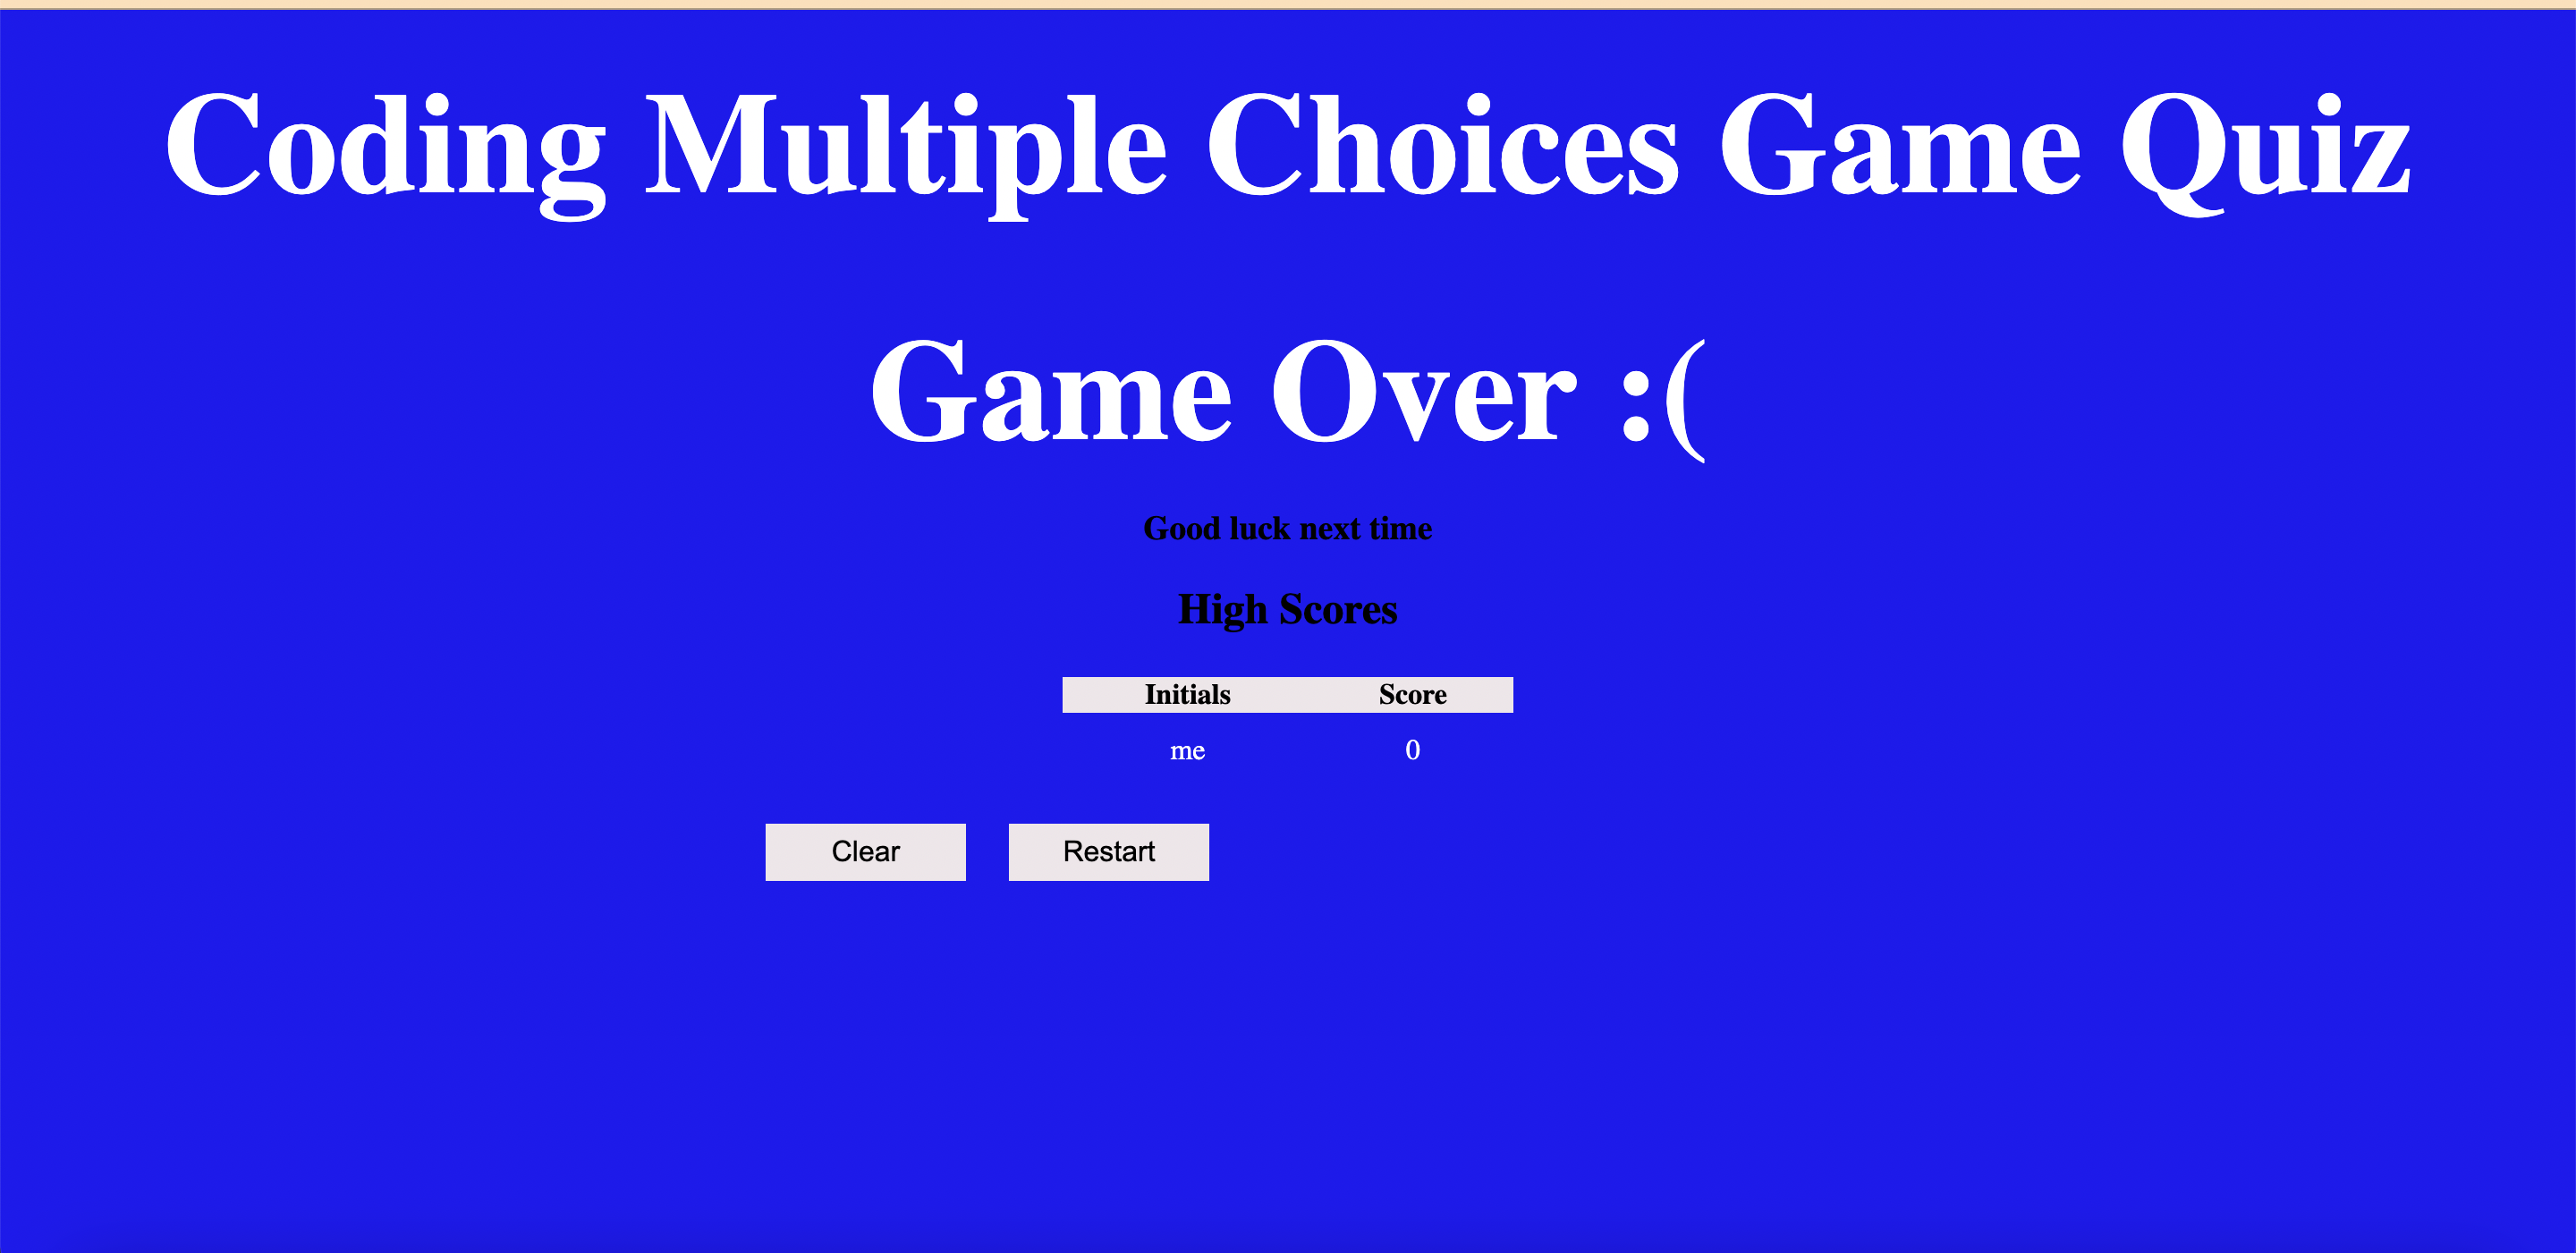 Coding Multiple Choices Game Quiz
Game Over :(
Good luck next time
High Scores
Initials Score
me 0
Clear Restart